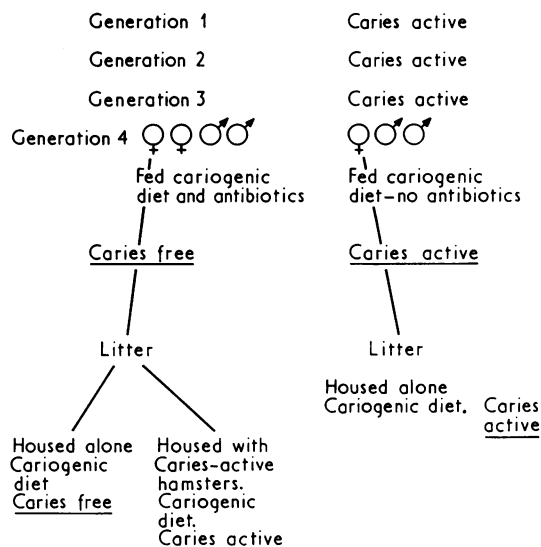 Generation 1 Caries active
Generation 2 Caries active
Generation 3 Caries active
Generation 4 ♀ ♀ ♂ ♂ ♀ ♂ ♂
Fed cariogenic
diet and antibiotics
Fed cariogenic
diet–no antibiotics
Caries free
Caries active
Litter
Litter
Housed alone
Cariogenic
diet
Caries free
Housed with
Caries-active
hamsters.
Cariogenic
diet.
Caries active
Housed alone
Cariogenic diet.
Caries
active